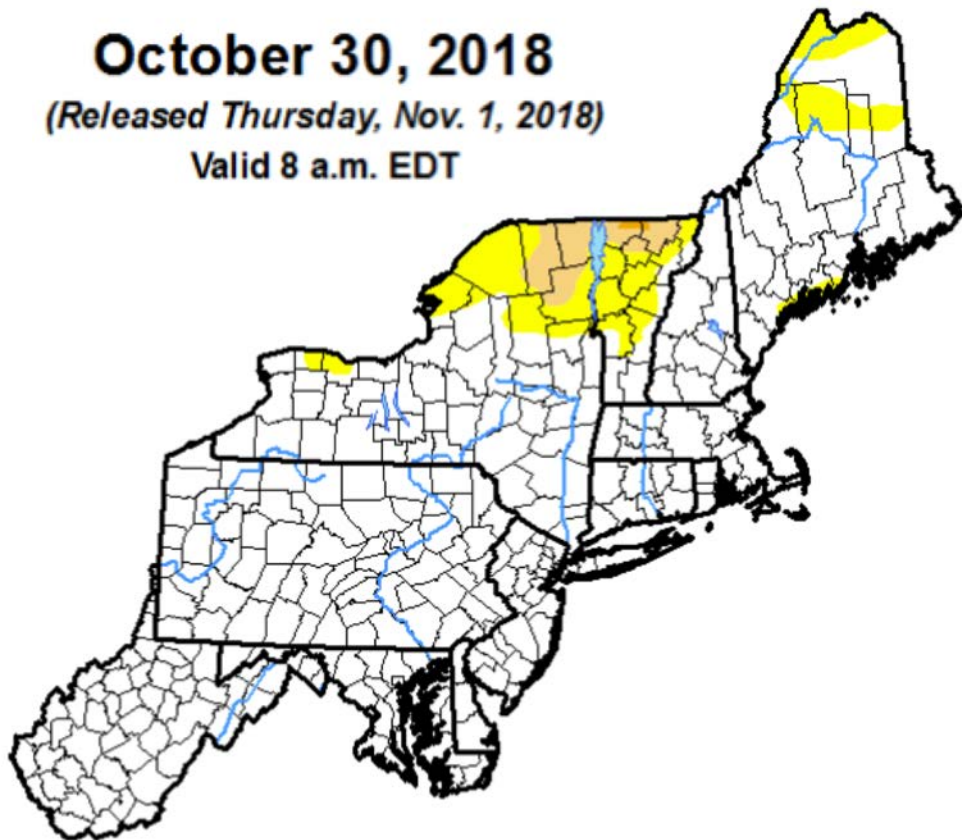 October 30, 2018
(Released Thursday, Nov. 1, 2018)
Valid 8 a.m. EDT